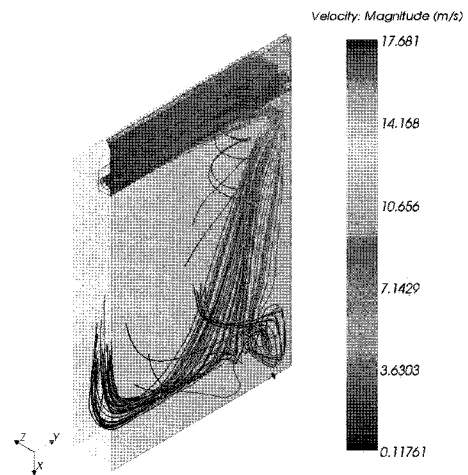 Velocity: Magnitude (m/s)
17.681
14.168
10.656
7.1429
3.6303
0.11761
Z
Y
X